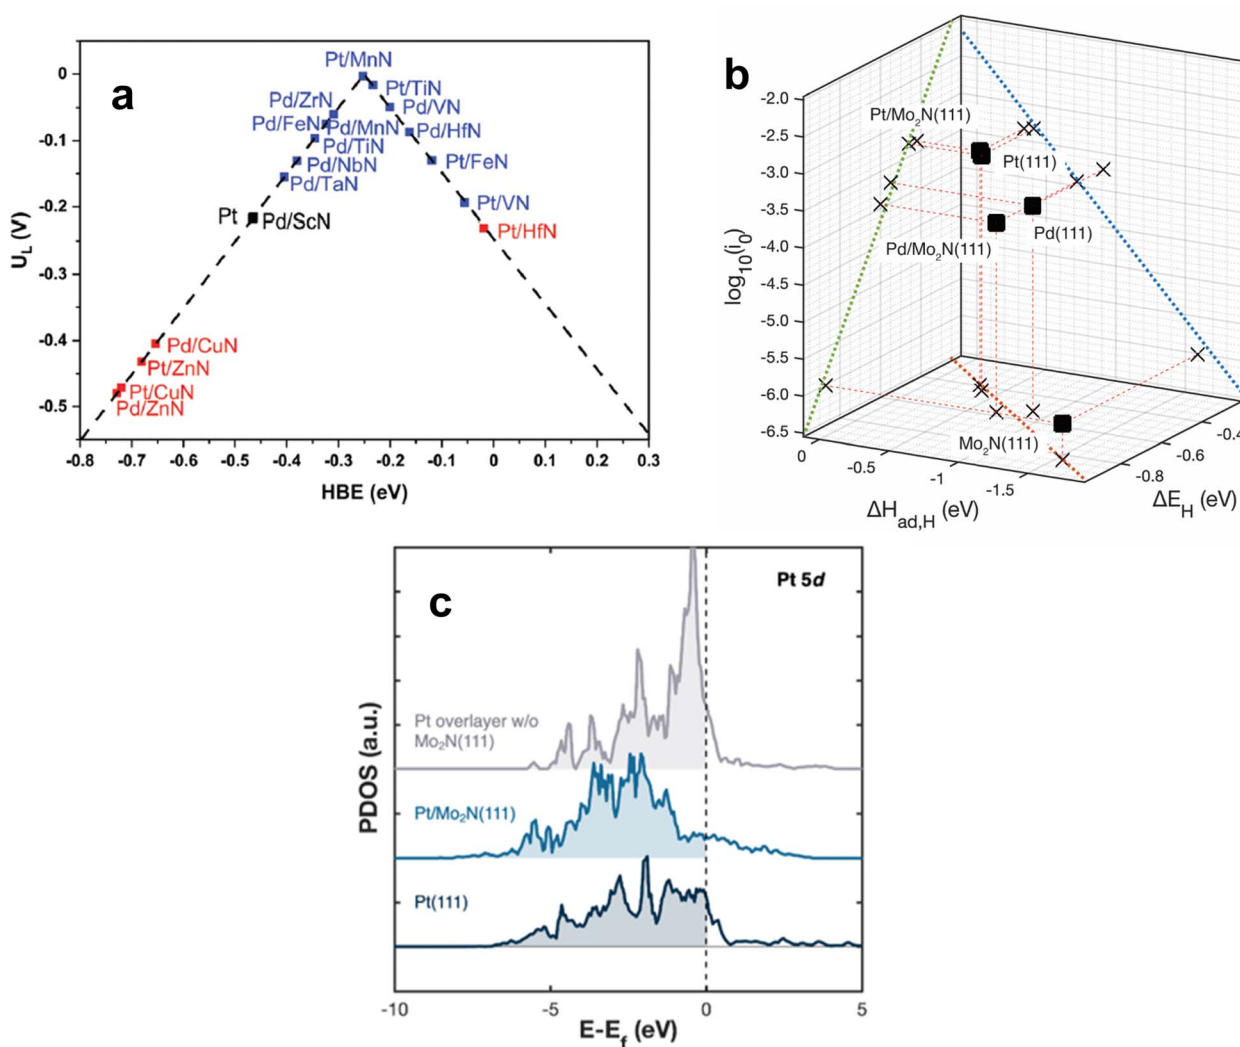 a
0
-0.1
-0.2
-0.3
-0.4
-0.5
U_L (V)
Pt/MnN
Pt/TiN
Pd/ZrN
Pd/VN
Pd/FeN
Pd/MnN
Pd/HfN
Pd/TiN
Pd/NbN
Pt/FeN
Pd/TaN
Pt/VN
Pt
Pd/ScN
Pt/HfN
Pd/CuN
Pt/ZnN
Pt/CuN
Pd/ZnN
-0.8 -0.7 -0.6 -0.5 -0.4 -0.3 -0.2 -0.1 0 0.1 0.2 0.3
HBE (eV)
b
-2.0
-2.5
-3.0
-3.5
-4.0
-4.5
-5.0
-5.5
-6.0
-6.5
log₁₀(i₀)
Pt/Mo₂N(111)
Pt(111)
Pd(111)
Pd/Mo₂N(111)
Mo₂N(111)
0 -0.5 -1 -1.5
ΔH_ad,H (eV)
-0.8 -0.6 -0.4
ΔE_H (eV)
c
Pt 5d
Pt overlayer w/o
Mo₂N(111)
Pt/Mo₂N(111)
Pt(111)
PDOS (a.u.)
-10 -5 0 5
E-E_f (eV)